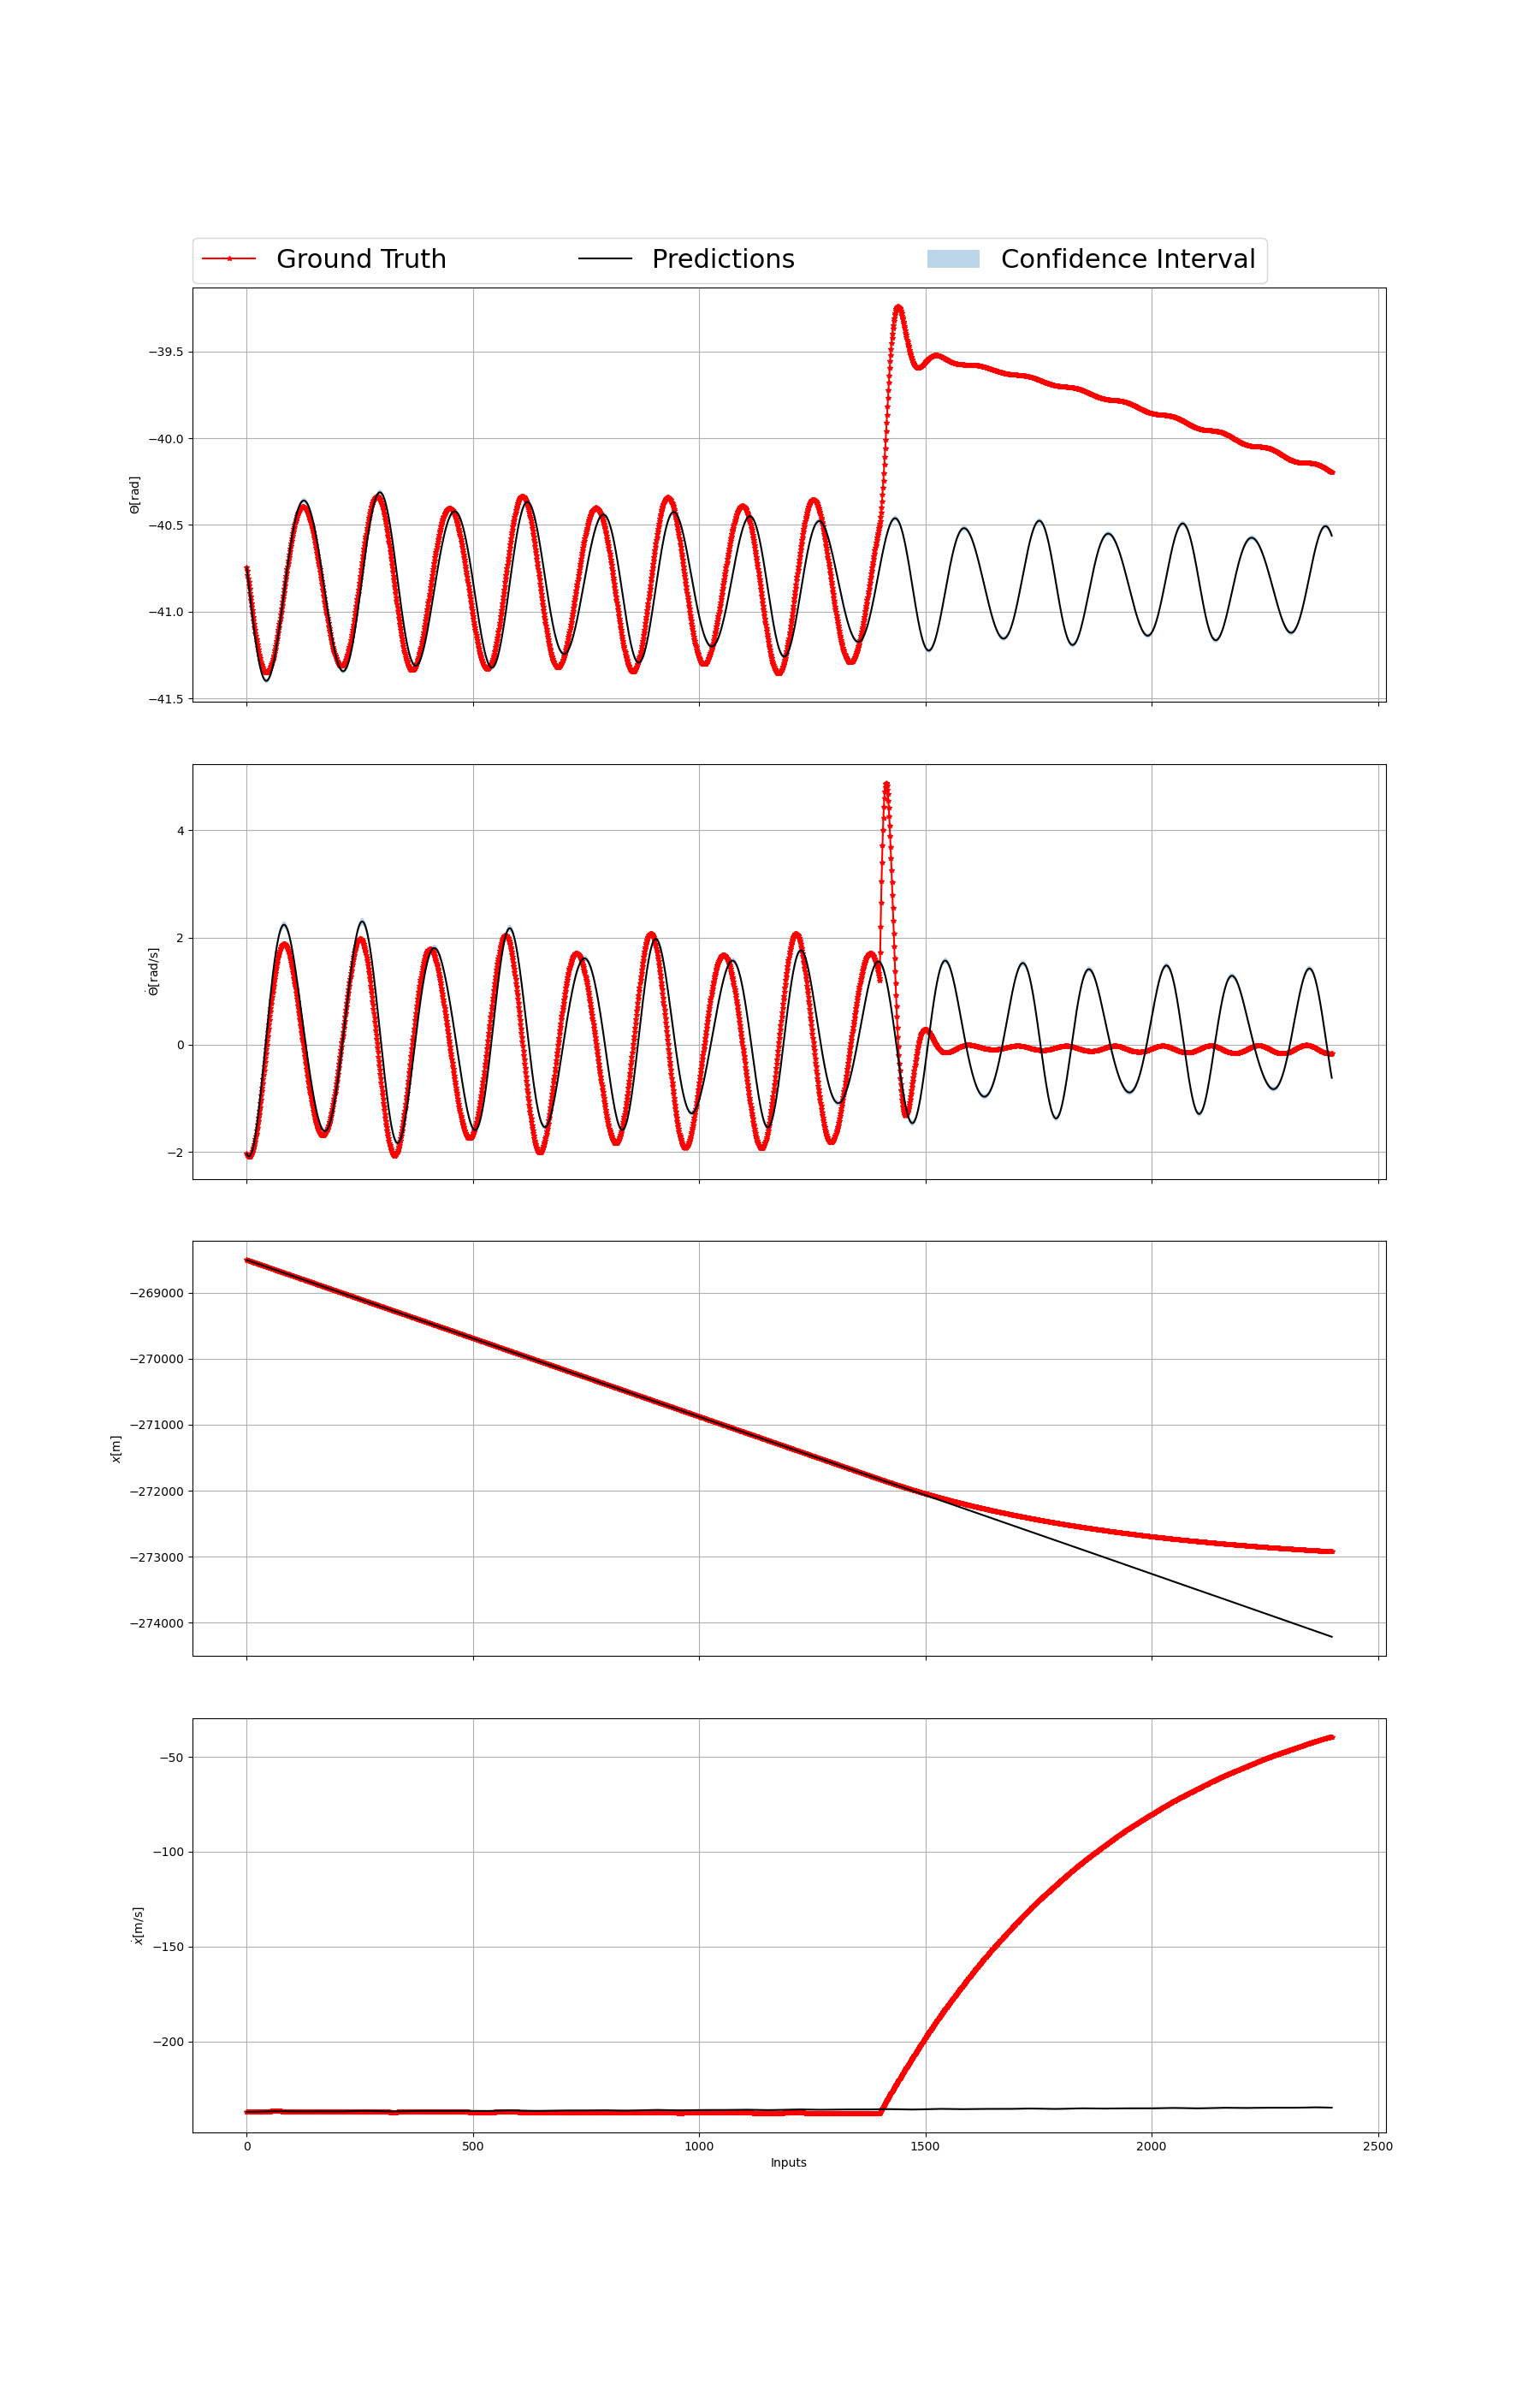 Ground Truth Predictions Confidence Interval
−39.5
−40.0
−40.5
−41.0
−41.5
Θ[rad]
4
2
0
−2
Θ̇[rad/s]
−269000
−270000
−271000
−272000
−273000
−274000
x[m]
−50
−100
−150
−200
ẋ[m/s]
0 500 1000 1500 2000 2500
Inputs